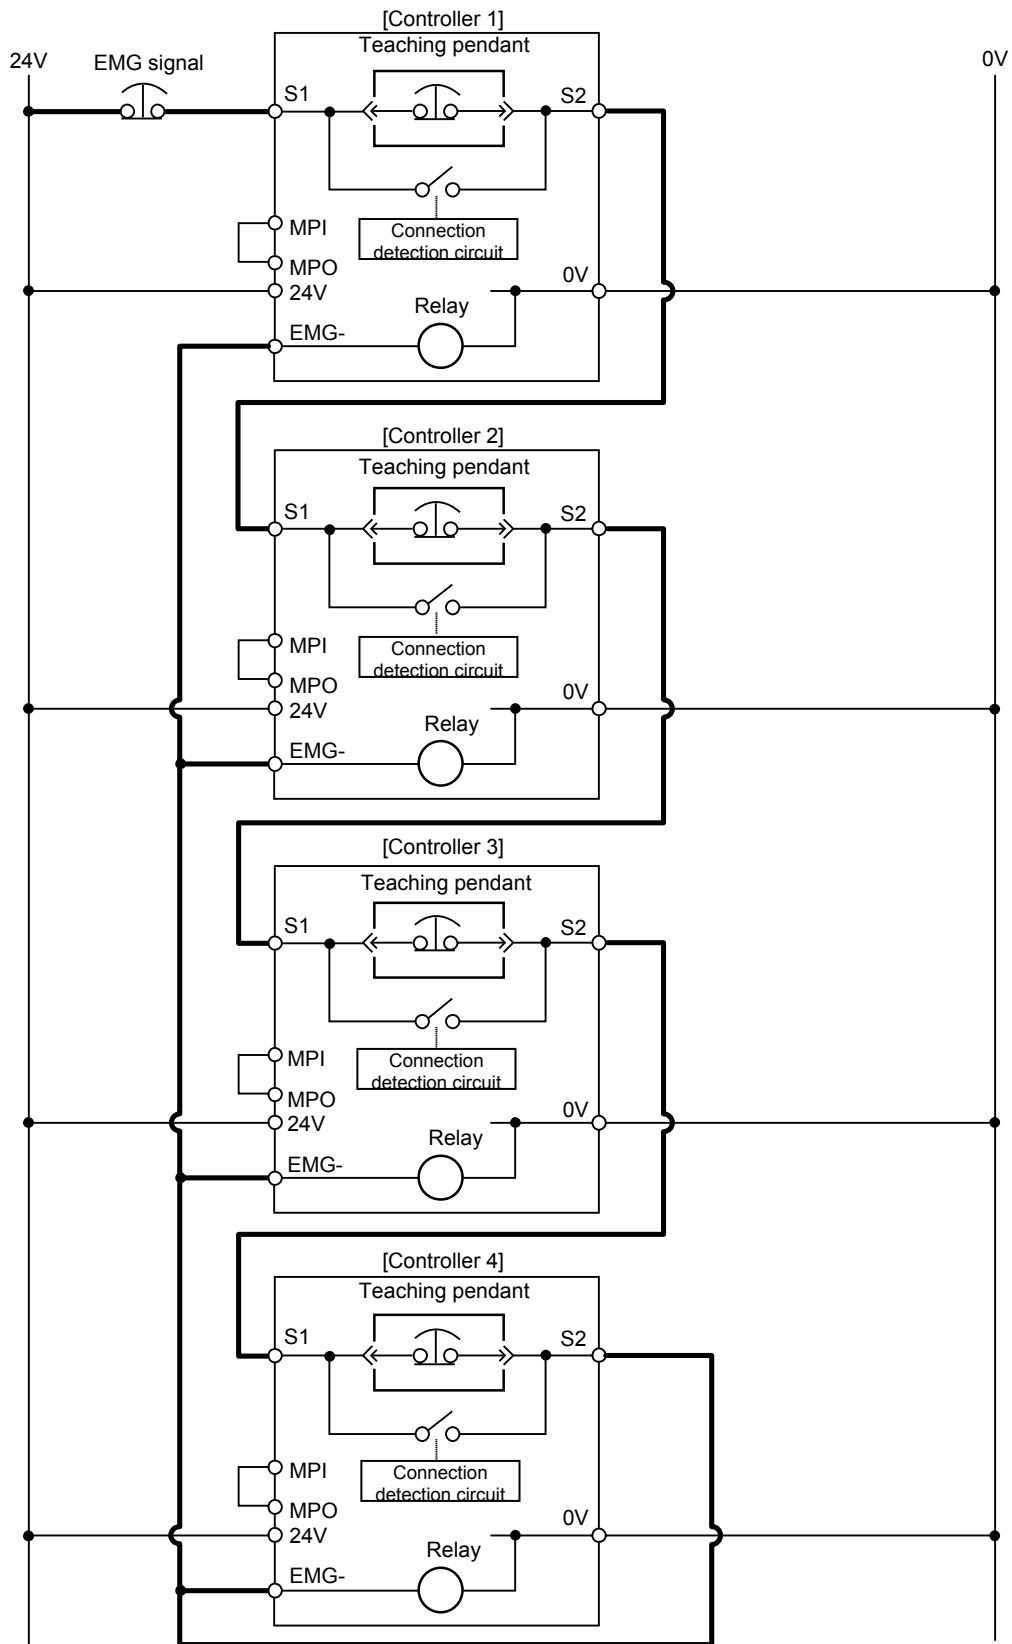 [Controller 1]
24V
EMG signal
0V
Teaching pendant
S1
S2
Connection
detection circuit
MPI
MPO
24V
0V
Relay
EMG-
[Controller 2]
Teaching pendant
S1
S2
Connection
detection circuit
MPI
MPO
24V
0V
Relay
EMG-
[Controller 3]
Teaching pendant
S1
S2
Connection
detection circuit
MPI
MPO
24V
0V
Relay
EMG-
[Controller 4]
Teaching pendant
S1
S2
Connection
detection circuit
MPI
MPO
24V
0V
Relay
EMG-